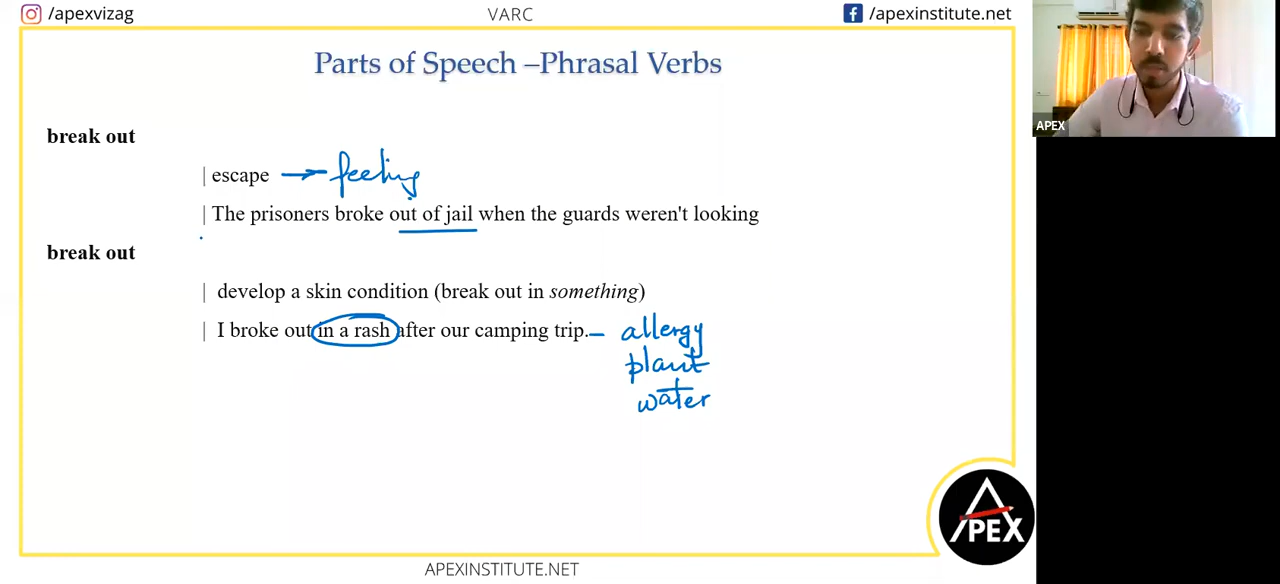 /apexvizag
VARC
/apexinstitute.net
Parts of Speech –Phrasal Verbs
APEX
break out
| escape → feeling
| The prisoners broke out of jail when the guards weren't looking
break out
| develop a skin condition (break out in something)
| I broke out in a rash after our camping trip. – allergy
plant
water
APEX
APEXINSTITUTE.NET